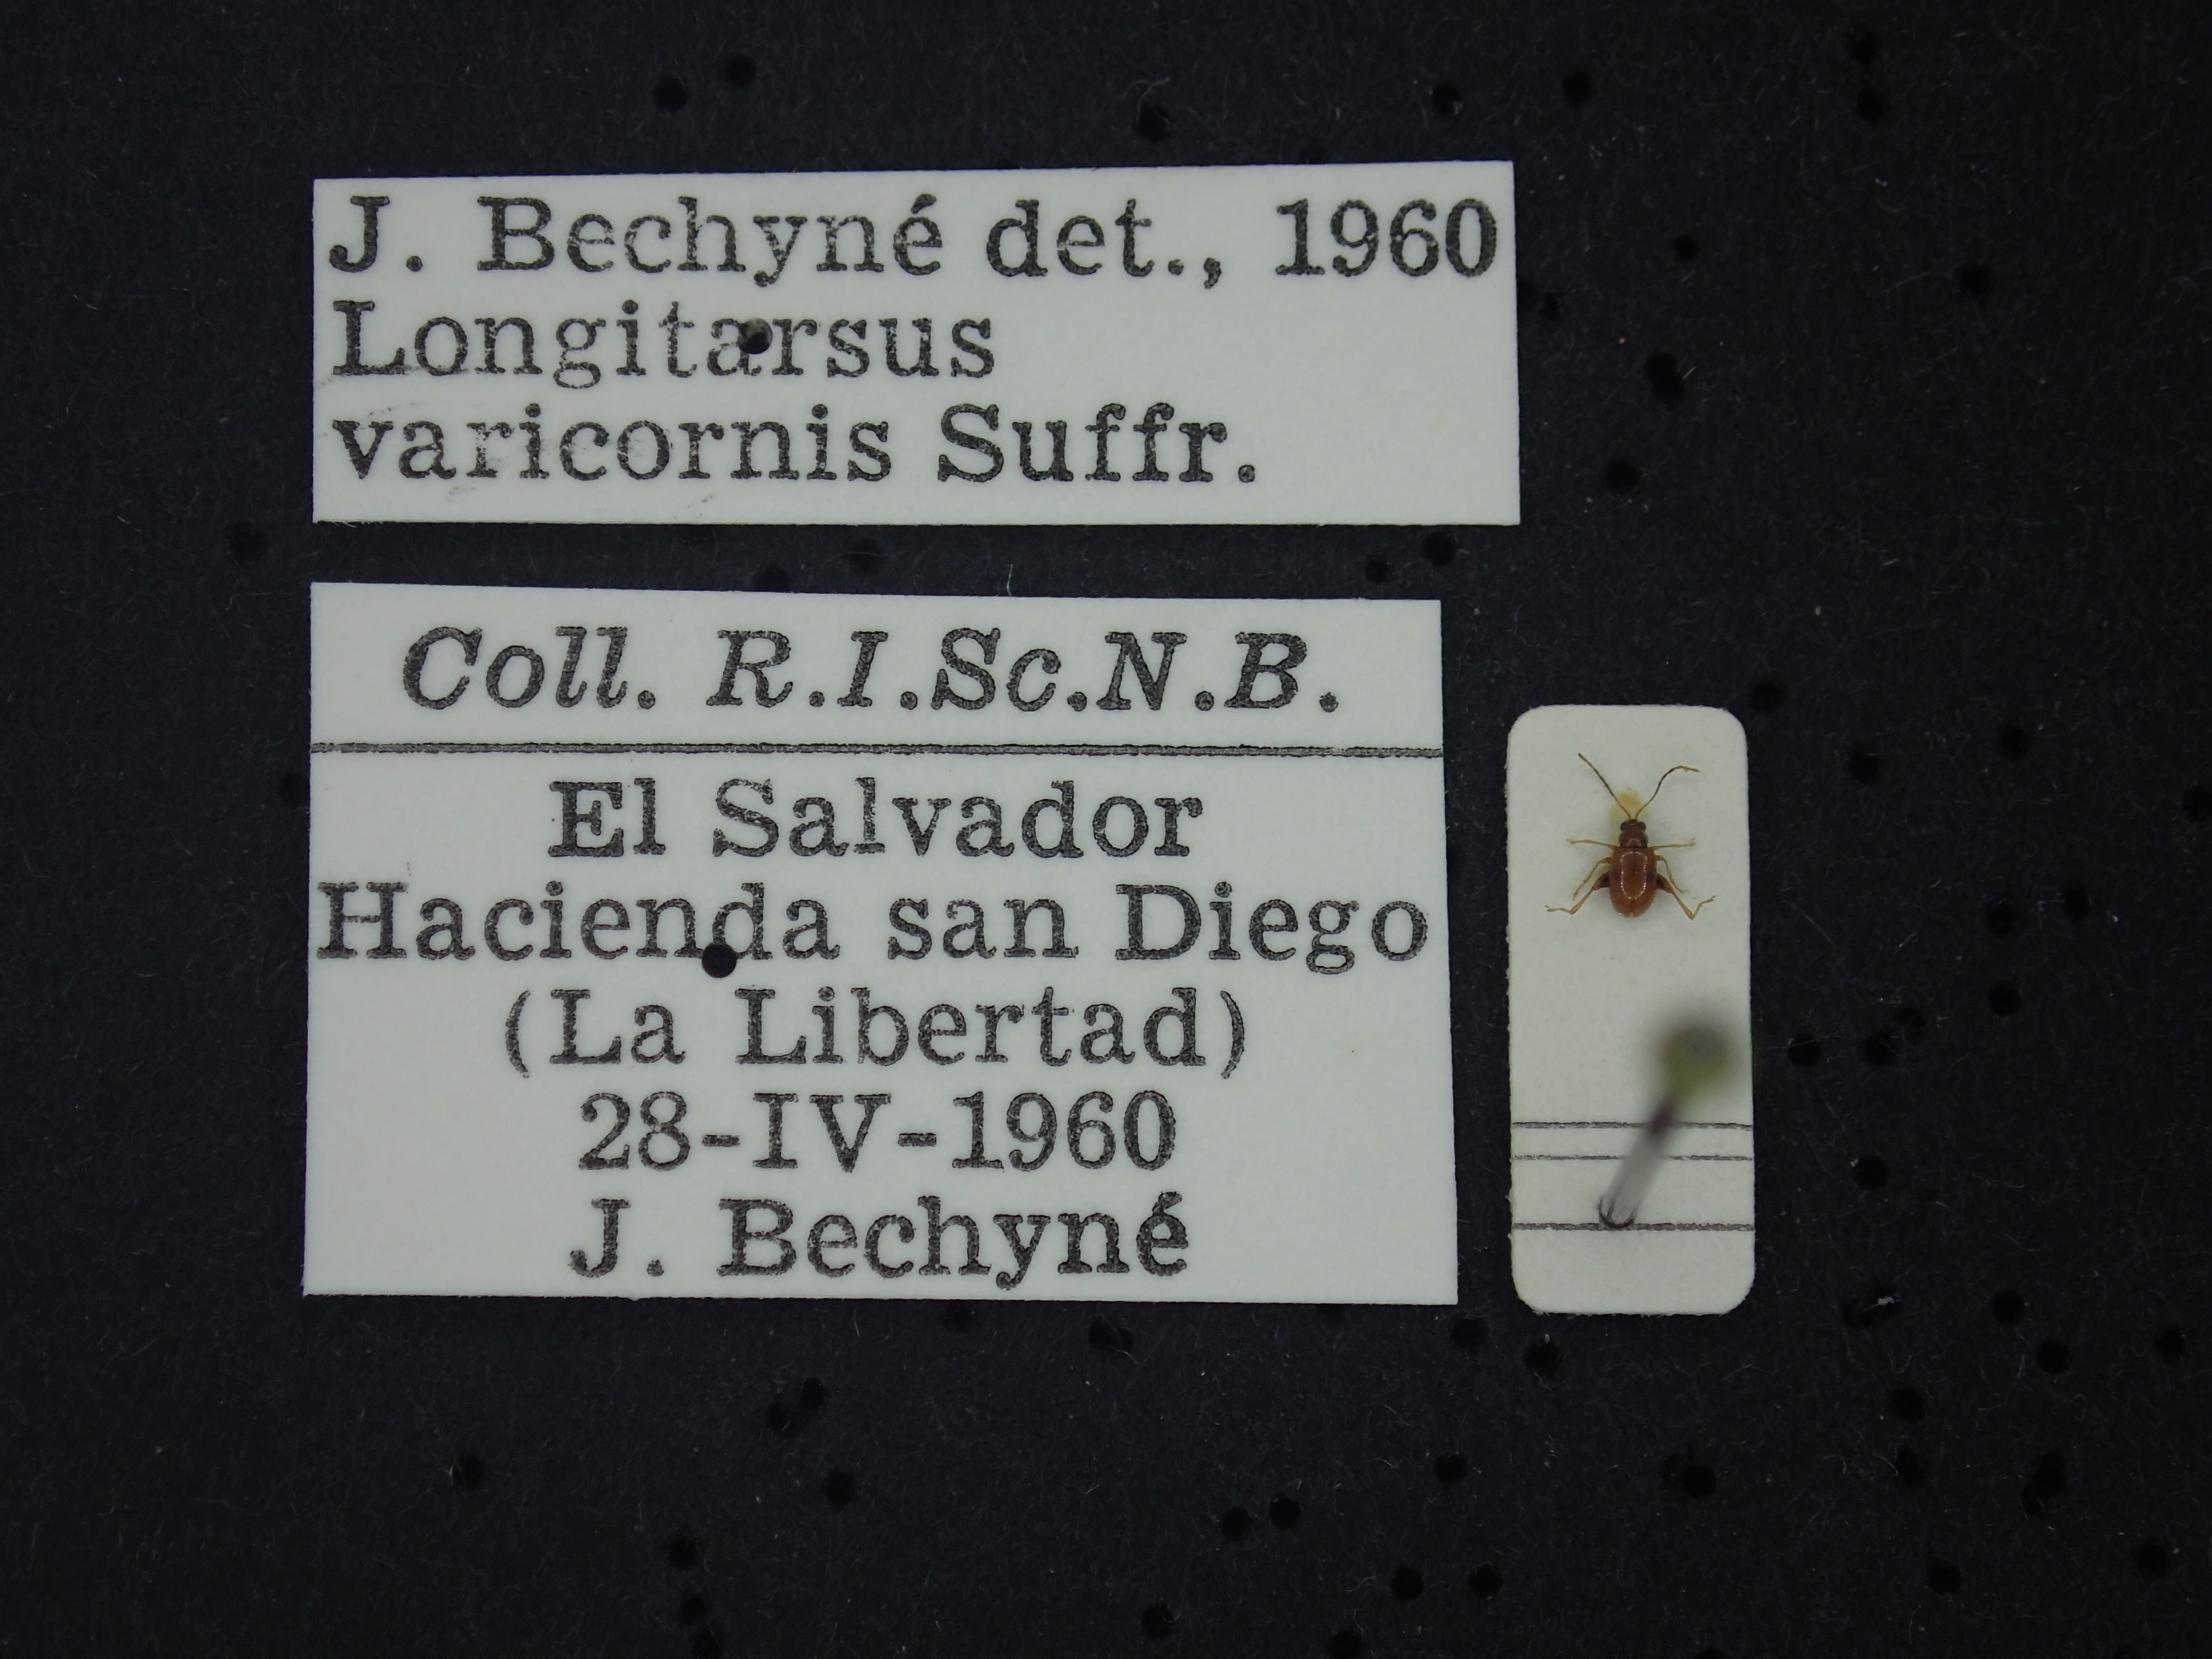 J. Bechyné det., 1960
Longitarsus
varicornis Suffr.
Coll. R.I.Sc.N.B.
El Salvador
Hacienda san Diego
(La Libertad)
28-IV-1960
J. Bechyné